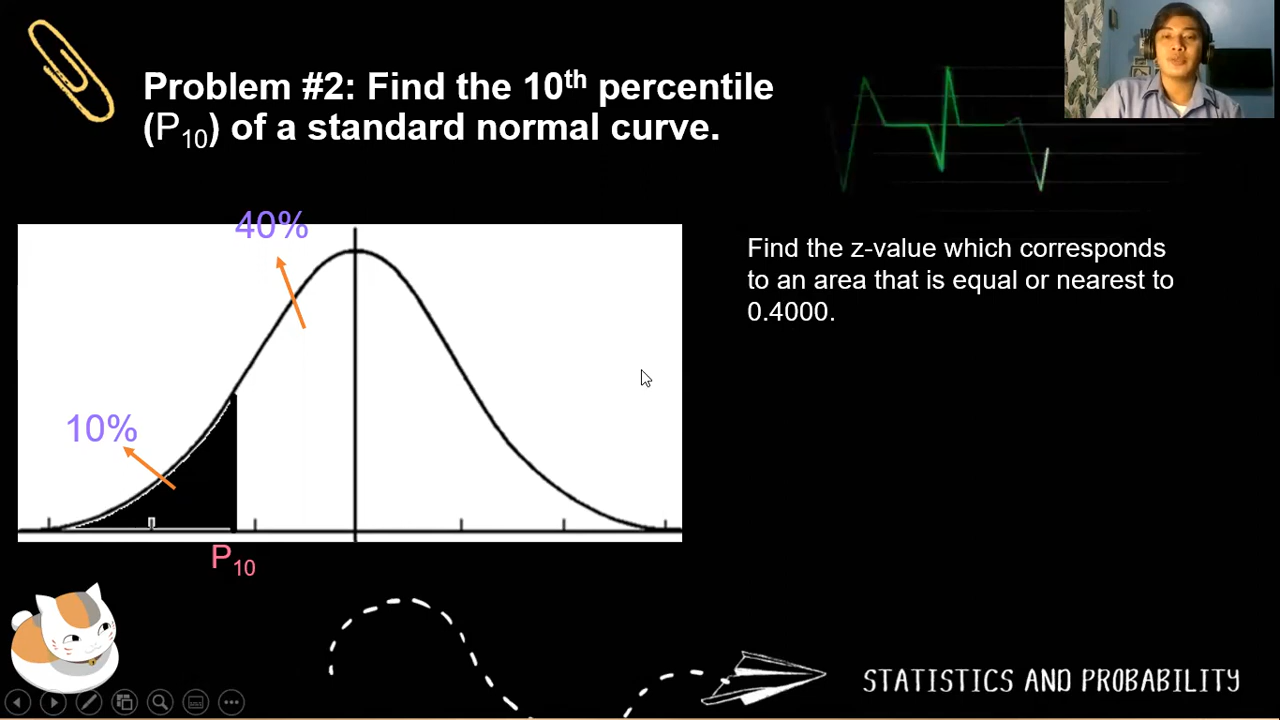 Problem #2: Find the 10th percentile
(P10) of a standard normal curve.
40%
Find the z-value which corresponds
to an area that is equal or nearest to
0.4000.
10%
P10
STATISTICS AND PROBABILITY